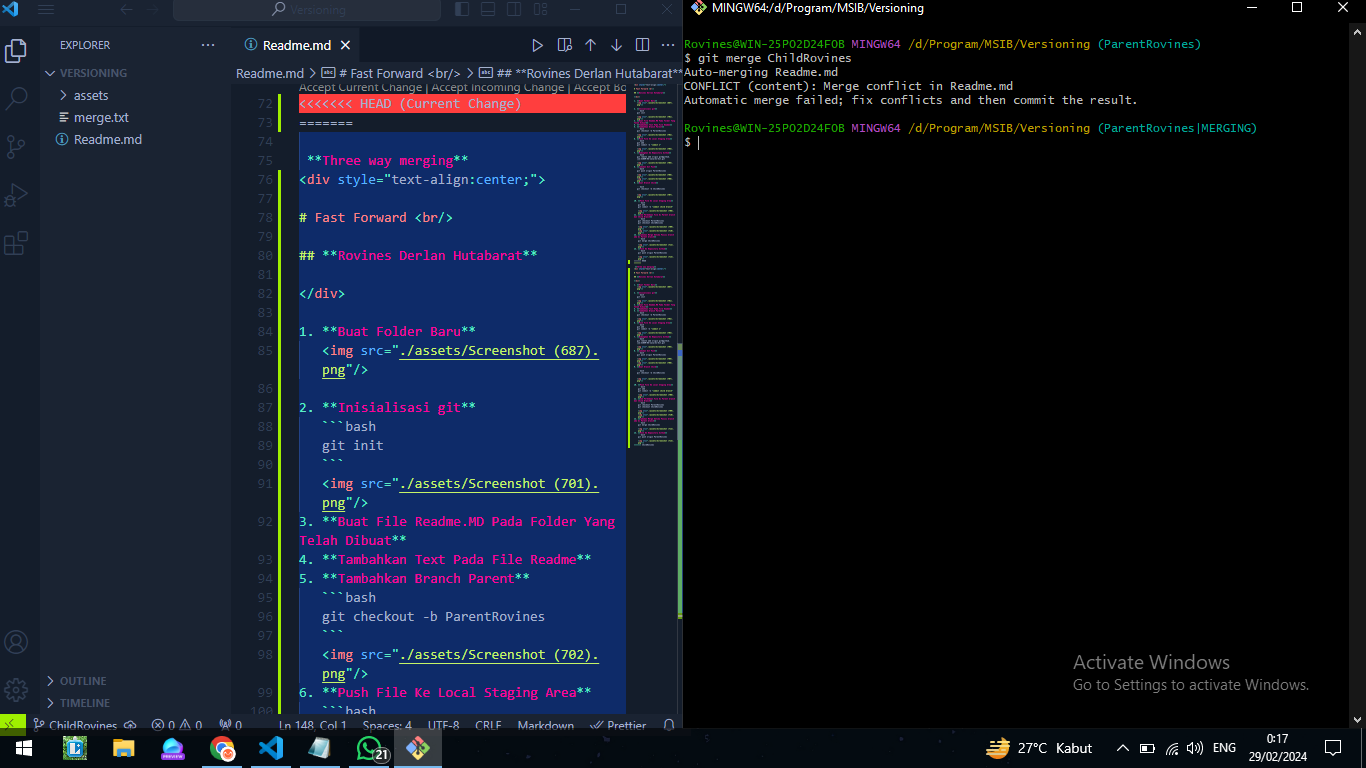 Versioning
EXPLORER
VERSIONING
assets
merge.txt
Readme.md
OUTLINE
TIMELINE
Readme.md
Readme.md > # Fast Forward <br/> > ## **Rovines Derlan Hutabarat**
Accept Current Change | Accept Incoming Change | Accept Bo
72 <<<<<<< HEAD (Current Change)
73 =======
74
75 **Three way merging**
76 <div style="text-align:center;">
77
78 # Fast Forward <br/>
79
80 ## **Rovines Derlan Hutabarat**
81
82 </div>
83
84 1. **Buat Folder Baru**
85 <img src="./assets/Screenshot (687).
png"/>
86
87 2. **Inisialisasi git**
88 ```bash
89 git init
90 ```
91 <img src="./assets/Screenshot (701).
png"/>
92 3. **Buat File Readme.MD Pada Folder Yang
Telah Dibuat**
93 4. **Tambahkan Text Pada File Readme**
94 5. **Tambahkan Branch Parent**
95 ```bash
96 git checkout -b ParentRovines
97 ```
98 <img src="./assets/Screenshot (702).
png"/>
99 6. **Push File Ke Local Staging Area**
100 ```bash
ChildRovines 0 0 0 Ln 148, Col 1 Spaces: 4 UTF-8 CRLF Markdown Prettier
MINGW64:/d/Program/MSIB/Versioning
Rovines@WIN-25PO2D24FOB MINGW64 /d/Program/MSIB/Versioning (ParentRovines)
$ git merge ChildRovines
Auto-merging Readme.md
CONFLICT (content): Merge conflict in Readme.md
Automatic merge failed; fix conflicts and then commit the result.
Rovines@WIN-25PO2D24FOB MINGW64 /d/Program/MSIB/Versioning (ParentRovines|MERGING)
$
Activate Windows
Go to Settings to activate Windows.
PREVIEW
21
27°C Kabut
ENG
0:17
29/02/2024